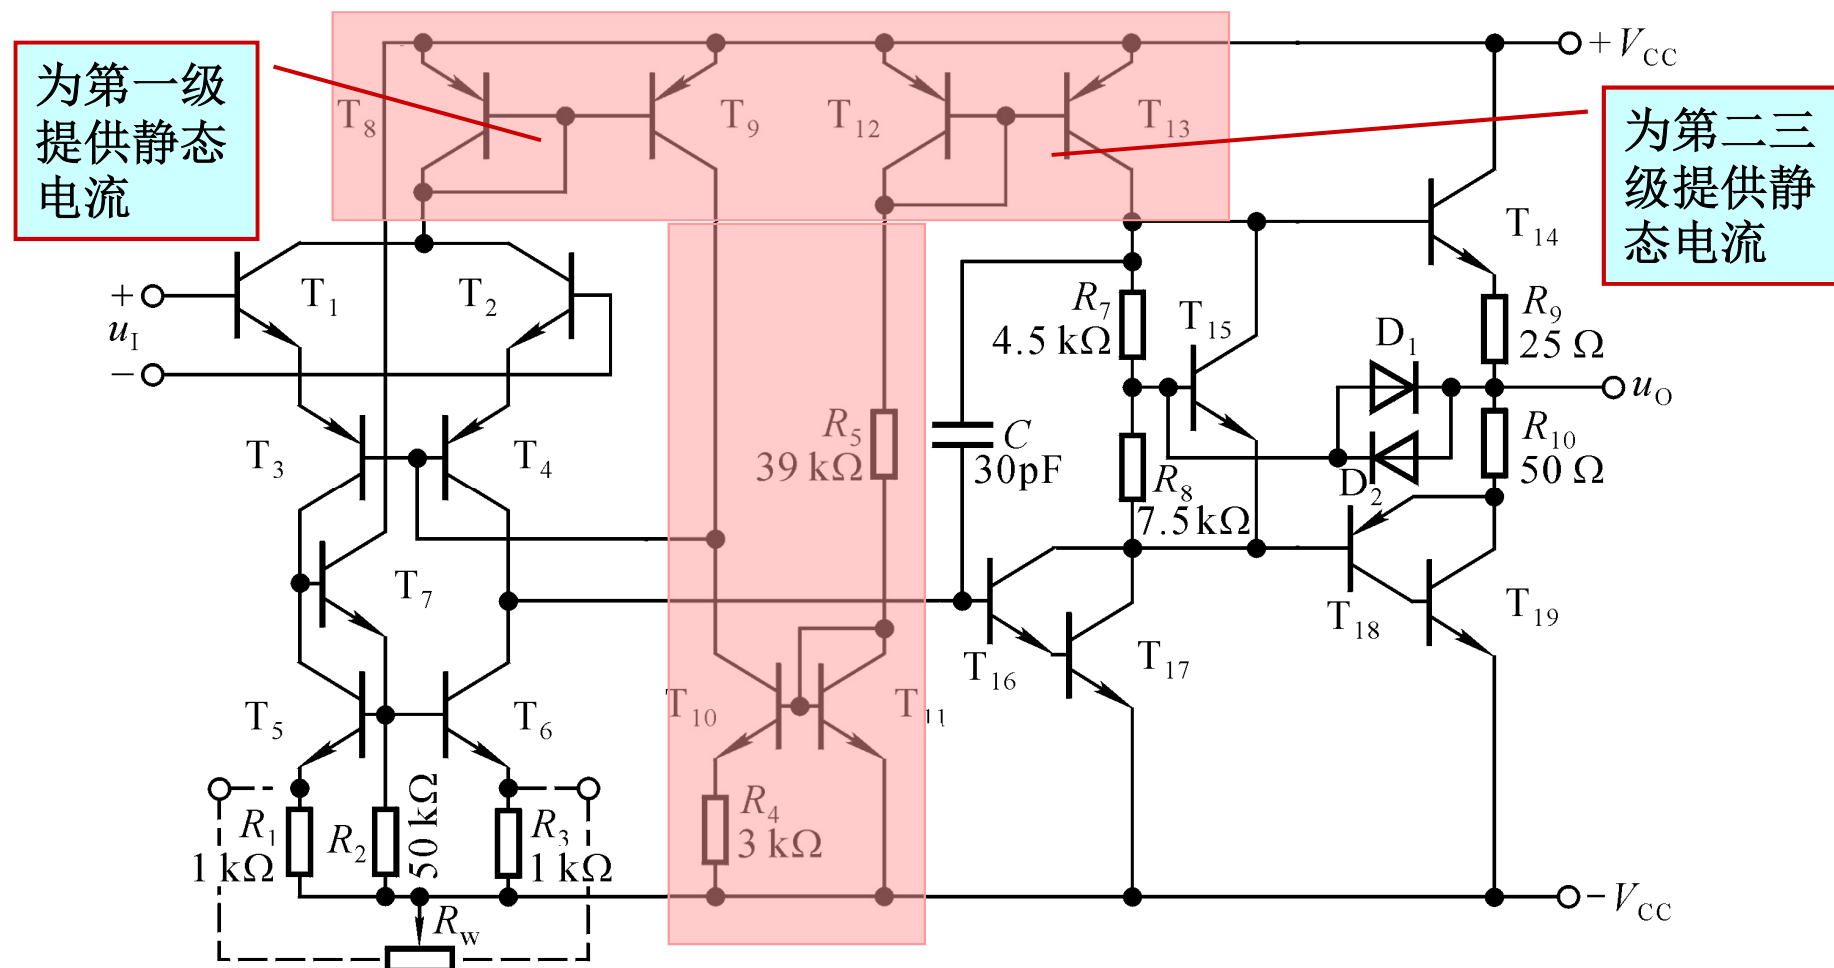 为第一级
提供静态
电流
T8
T9
T12
T13
+VCC
为第二三
级提供静
态电流
T14
+
uI
−
T1
T2
R7
4.5 kΩ
T15
D1
R9
25 Ω
uO
T3
T4
R5
39 kΩ
C
30pF
R8
7.5kΩ
D2
R10
50 Ω
T7
T16
T17
T18
T19
T5
T6
T10
T11
R1
1 kΩ
R2
50 kΩ
R3
1 kΩ
R4
3 kΩ
Rw
−VCC